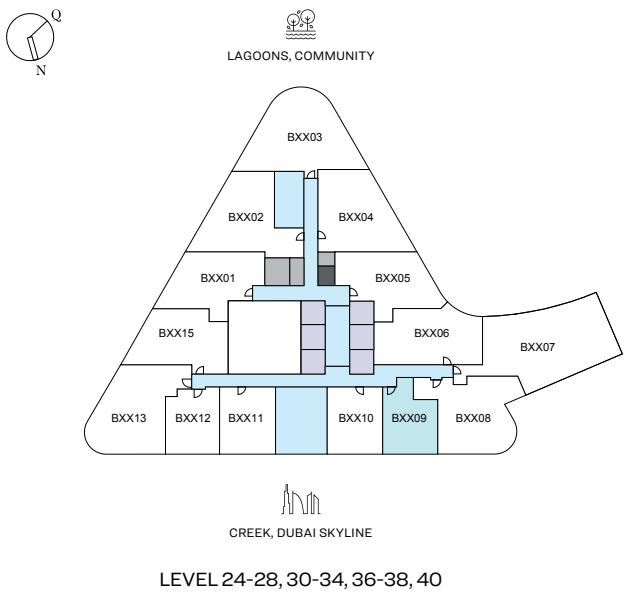 Q
N
LAGOONS, COMMUNITY
BXX03
BXX02
BXX04
BXX01
BXX05
BXX15
BXX06
BXX07
BXX13
BXX12
BXX11
BXX10
BXX09
BXX08
CREEK, DUBAI SKYLINE
LEVEL 24-28, 30-34, 36-38, 40